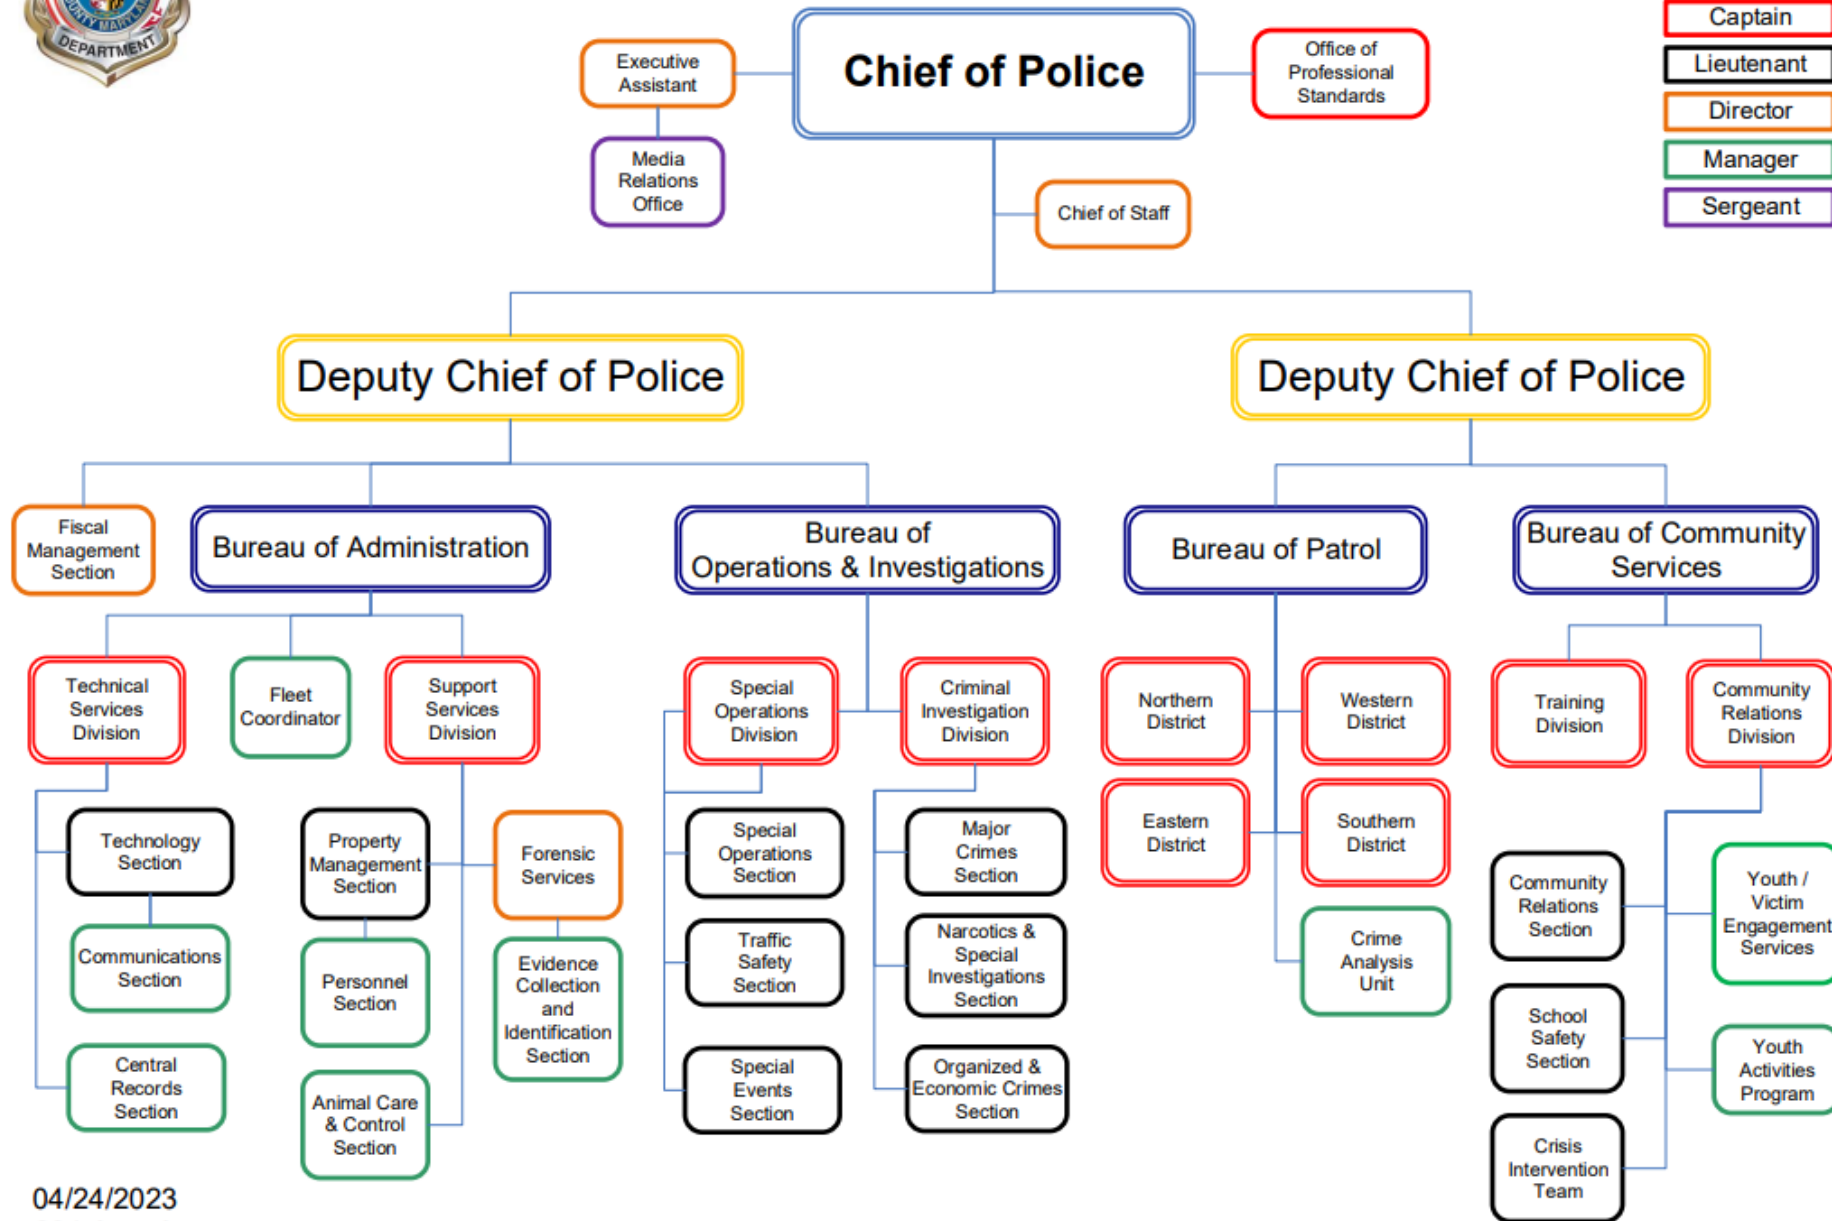 COUNTY MARYLAND
DEPARTMENT
Executive
Assistant
Chief of Police
Office of
Professional
Standards
Captain
Lieutenant
Director
Manager
Sergeant
Media
Relations
Office
Chief of Staff
Deputy Chief of Police
Deputy Chief of Police
Fiscal
Management
Section
Bureau of Administration
Bureau of
Operations & Investigations
Bureau of Patrol
Bureau of Community
Services
Technical
Services
Division
Fleet
Coordinator
Support
Services
Division
Special
Operations
Division
Criminal
Investigation
Division
Northern
District
Western
District
Training
Division
Community
Relations
Division
Technology
Section
Property
Management
Section
Forensic
Services
Special
Operations
Section
Major
Crimes
Section
Eastern
District
Southern
District
Community
Relations
Section
Youth /
Victim
Engagement
Services
Communications
Section
Personnel
Section
Evidence
Collection
and
Identification
Section
Traffic
Safety
Section
Narcotics &
Special
Investigations
Section
Crime
Analysis
Unit
School
Safety
Section
Youth
Activities
Program
Central
Records
Section
Animal Care
& Control
Section
Special
Events
Section
Organized &
Economic Crimes
Section
Crisis
Intervention
Team
04/24/2023